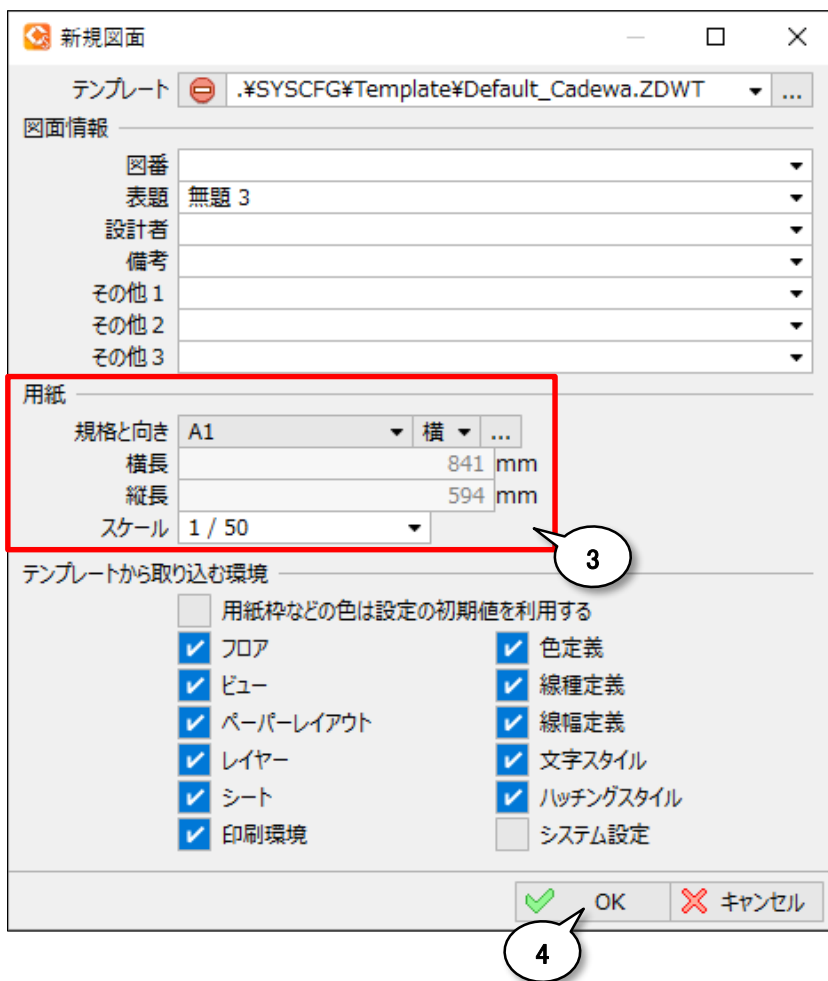 新規図面
テンプレート .¥SYSCFG¥Template¥Default_Cadewa.ZDWT ...
図面情報
図番
表題 無題 3
設計者
備考
その他 1
その他 2
その他 3
用紙
規格と向き A1 横 ...
横長 841 mm
縦長 594 mm
スケール 1 / 50
3
テンプレートから取り込む環境
用紙枠などの色は設定の初期値を利用する
フロア 色定義
ビュー 線種定義
ペーパーレイアウト 線幅定義
レイヤー 文字スタイル
シート ハッチングスタイル
印刷環境 システム設定
OK キャンセル
4